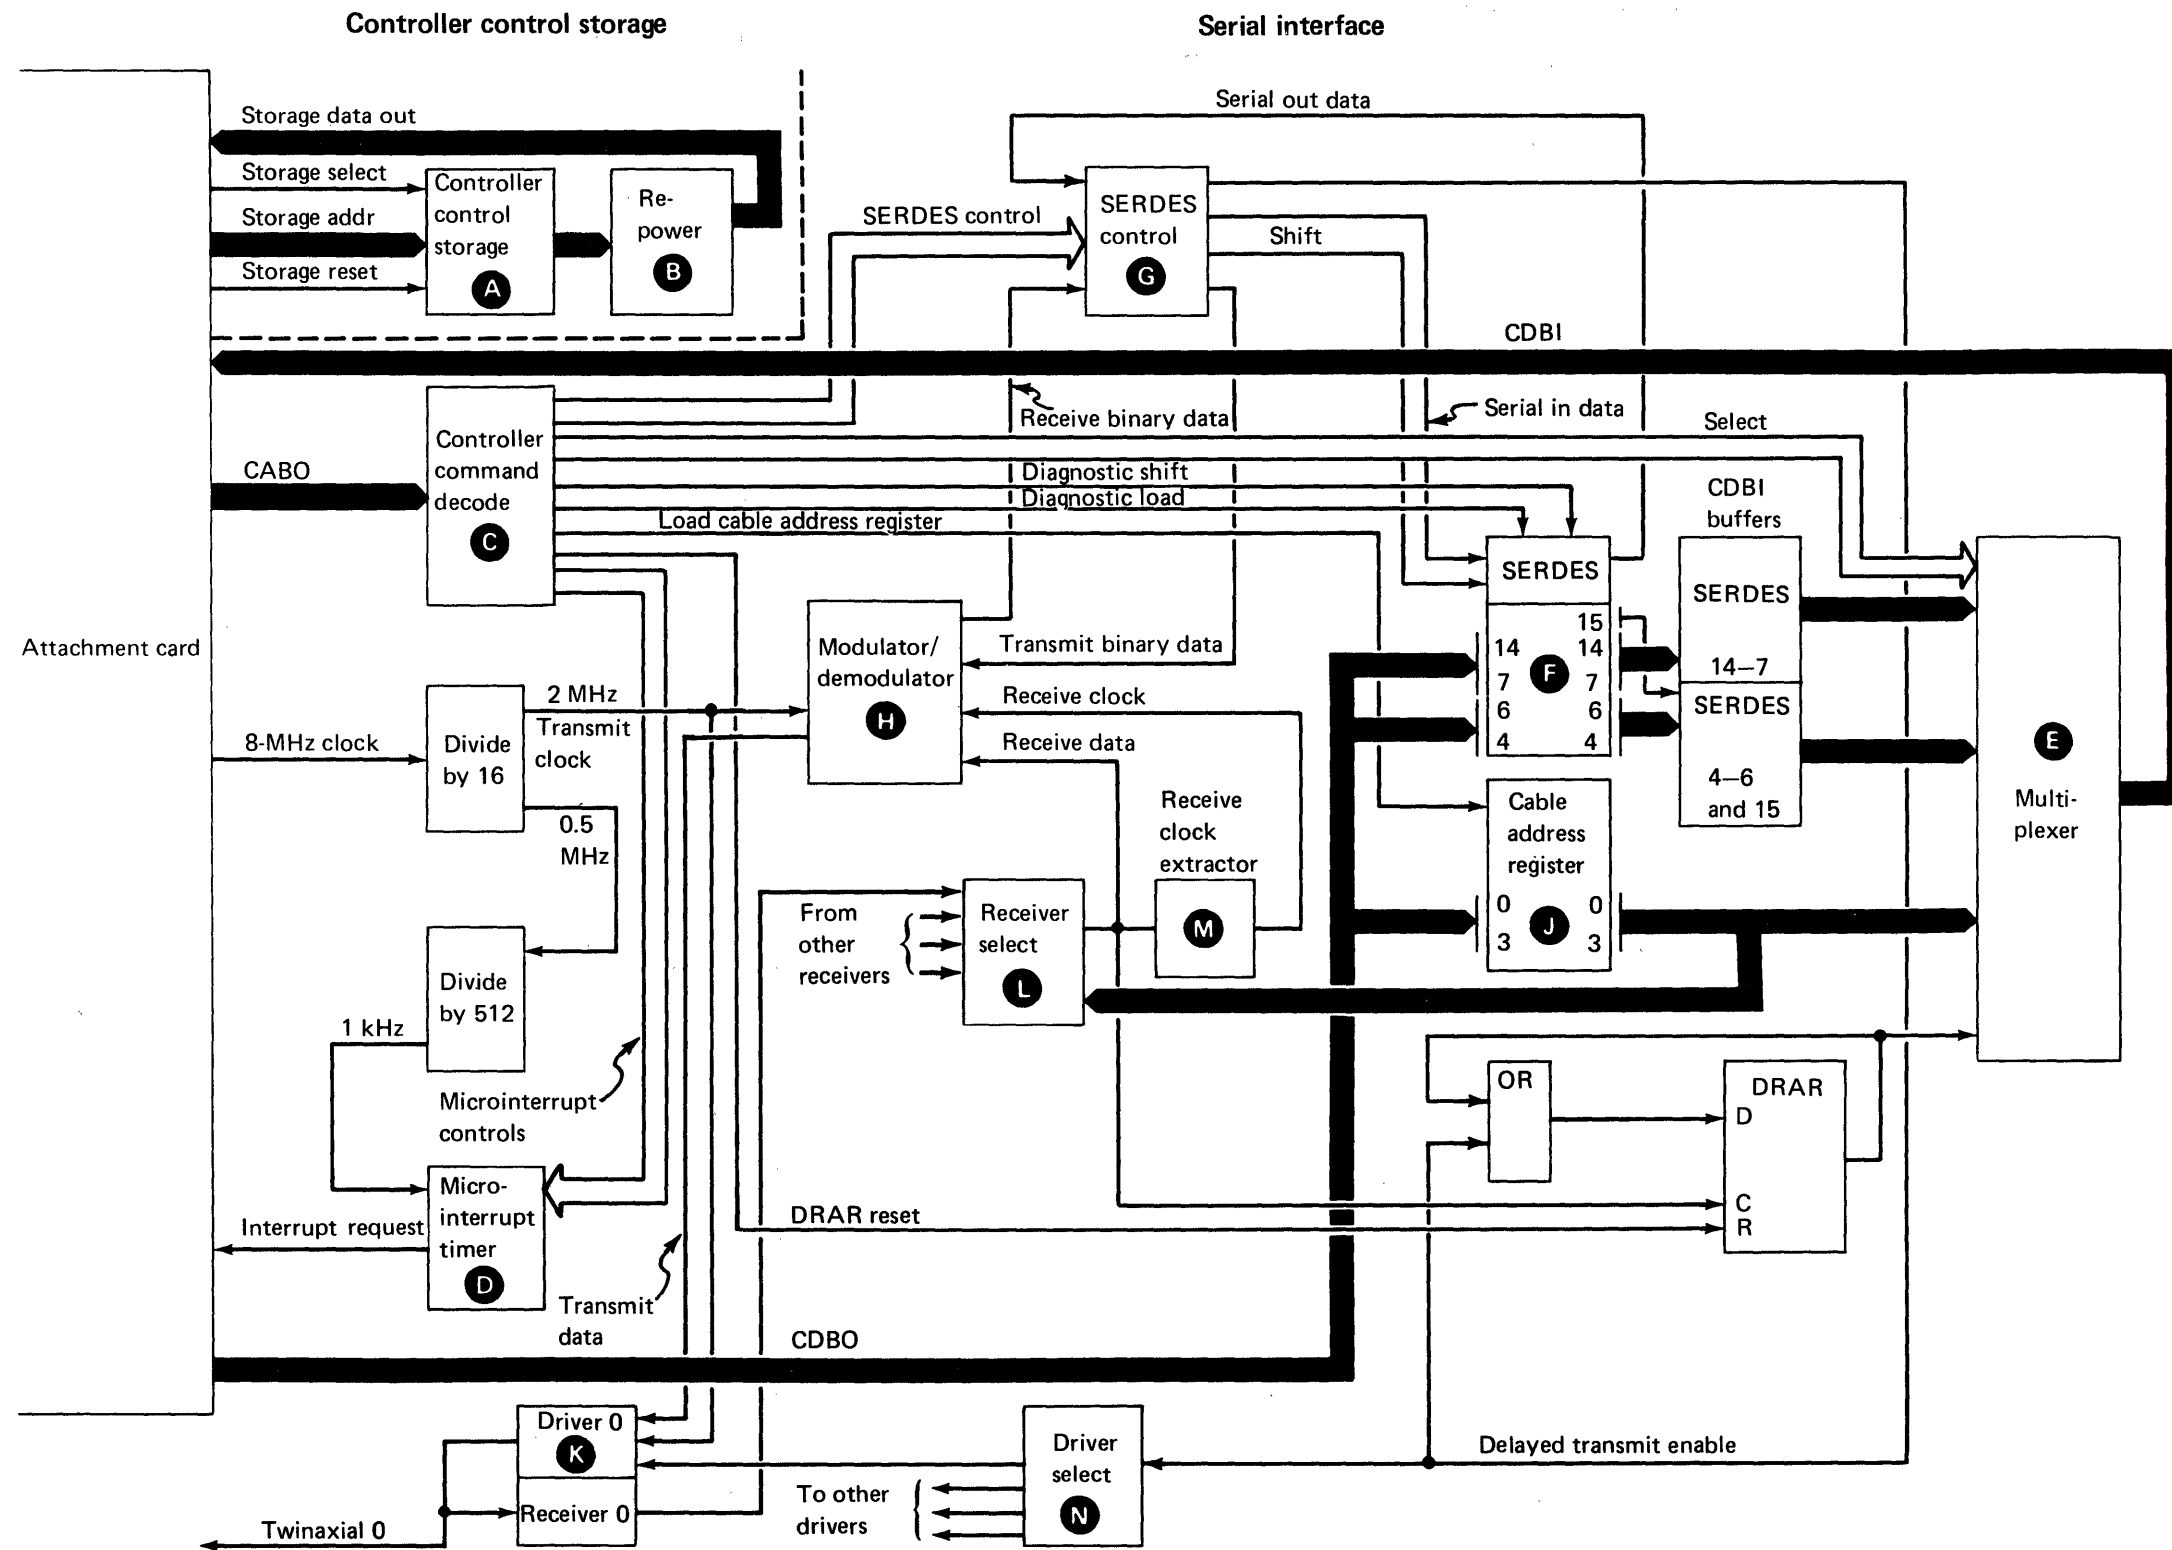 Controller control storage
Serial interface
Attachment card
Storage data out
Storage select
Storage addr
Storage reset
Controller
control
storage
A
Re-
power
B
Serial out data
SERDES control
SERDES
control
G
Shift
CDBI
Receive binary data
Serial in data
Select
CABO
Controller
command
decode
C
Diagnostic shift
Diagnostic load
Load cable address register
CDBI
buffers
SERDES
15
14 14
F
7 7
6 6
4 4
SERDES
14–7
SERDES
4–6
and 15
E
Multi-
plexer
Modulator/
demodulator
H
Transmit binary data
Receive clock
Receive data
2 MHz
Transmit
clock
8-MHz clock
Divide
by 16
0.5
MHz
Receive
clock
extractor
M
Cable
address
register
0 0
J
3 3
From
other
receivers
Receiver
select
L
Divide
by 512
1 kHz
Microinterrupt
controls
OR
DRAR
D
C
R
Micro-
interrupt
timer
D
Interrupt request
DRAR reset
Transmit
data
CDBO
Driver 0
K
Receiver 0
Driver
select
N
Delayed transmit enable
To other
drivers
Twinaxial 0